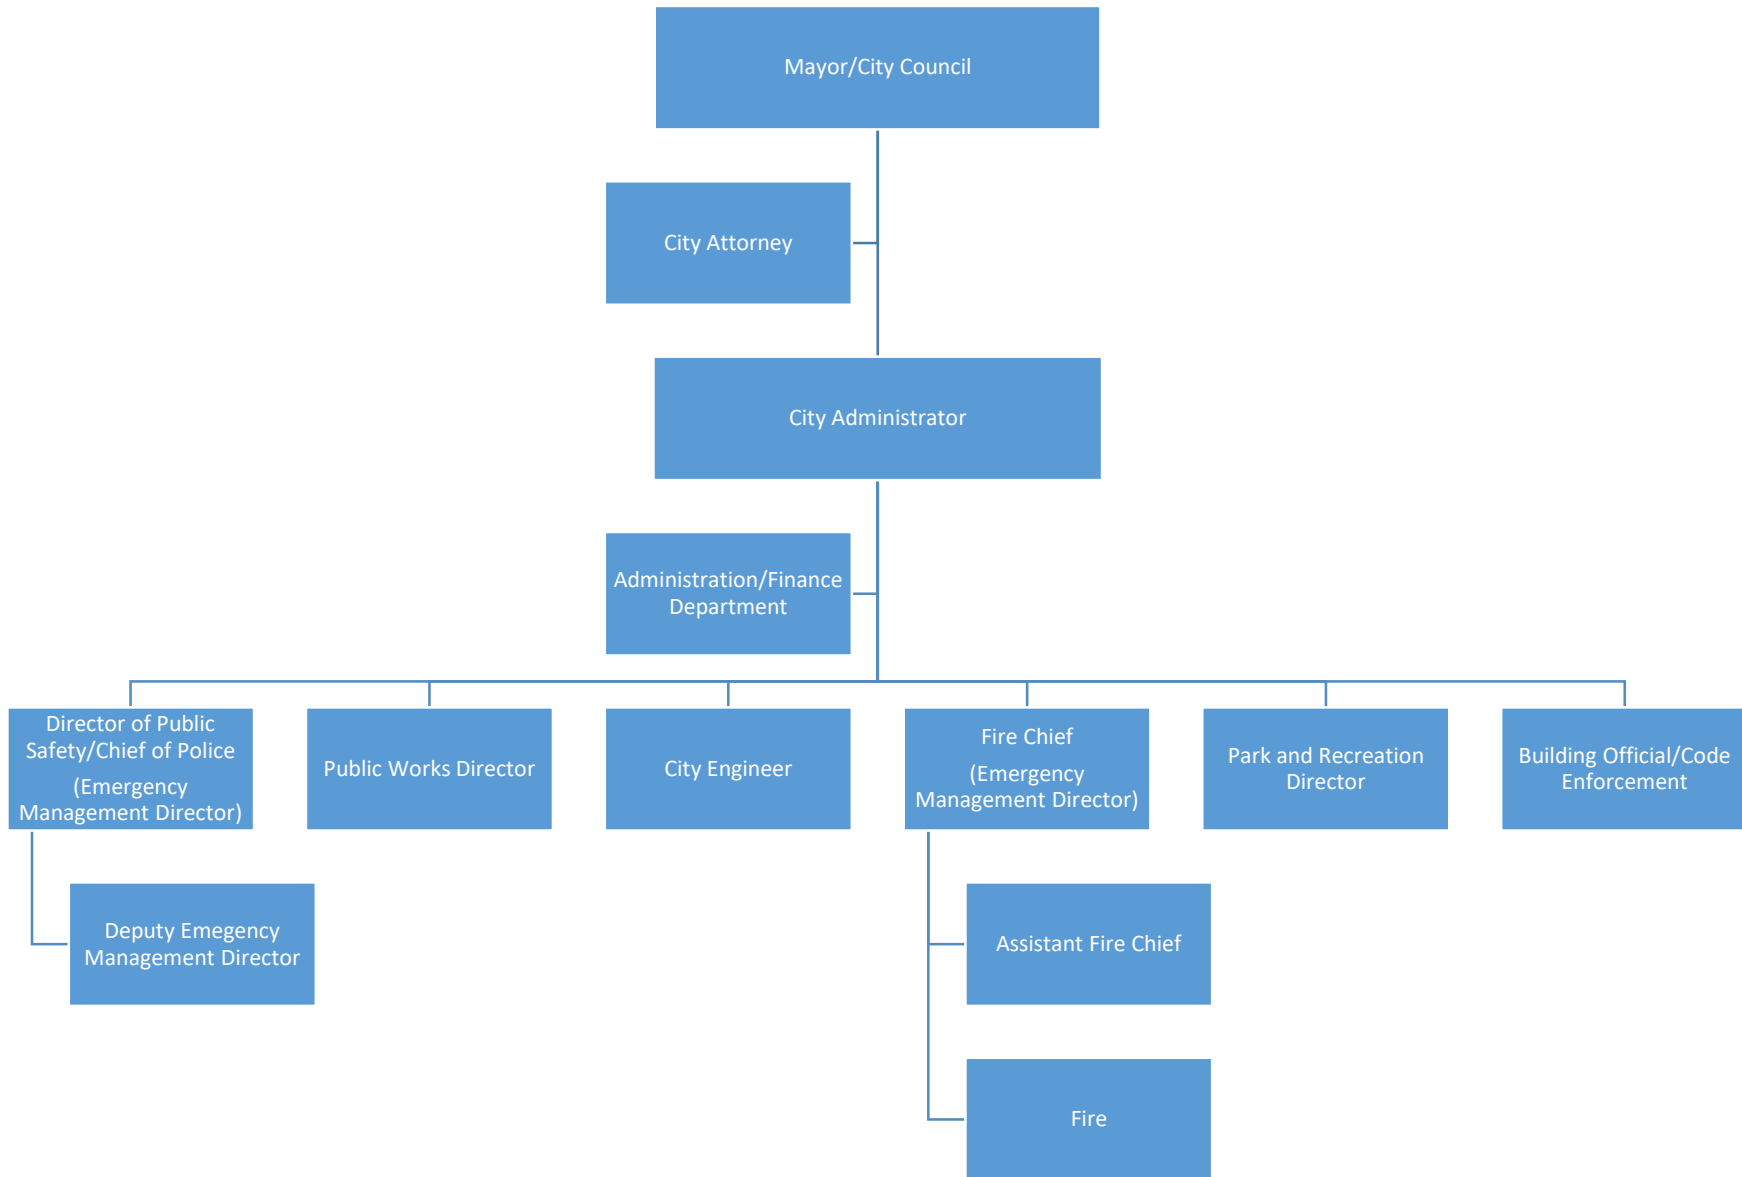 Mayor/City Council
City Attorney
City Administrator
Administration/Finance
Department
Director of Public
Safety/Chief of Police
(Emergency
Management Director)
Public Works Director
City Engineer
Fire Chief
(Emergency
Management Director)
Park and Recreation
Director
Building Official/Code
Enforcement
Deputy Emegency
Management Director
Assistant Fire Chief
Fire